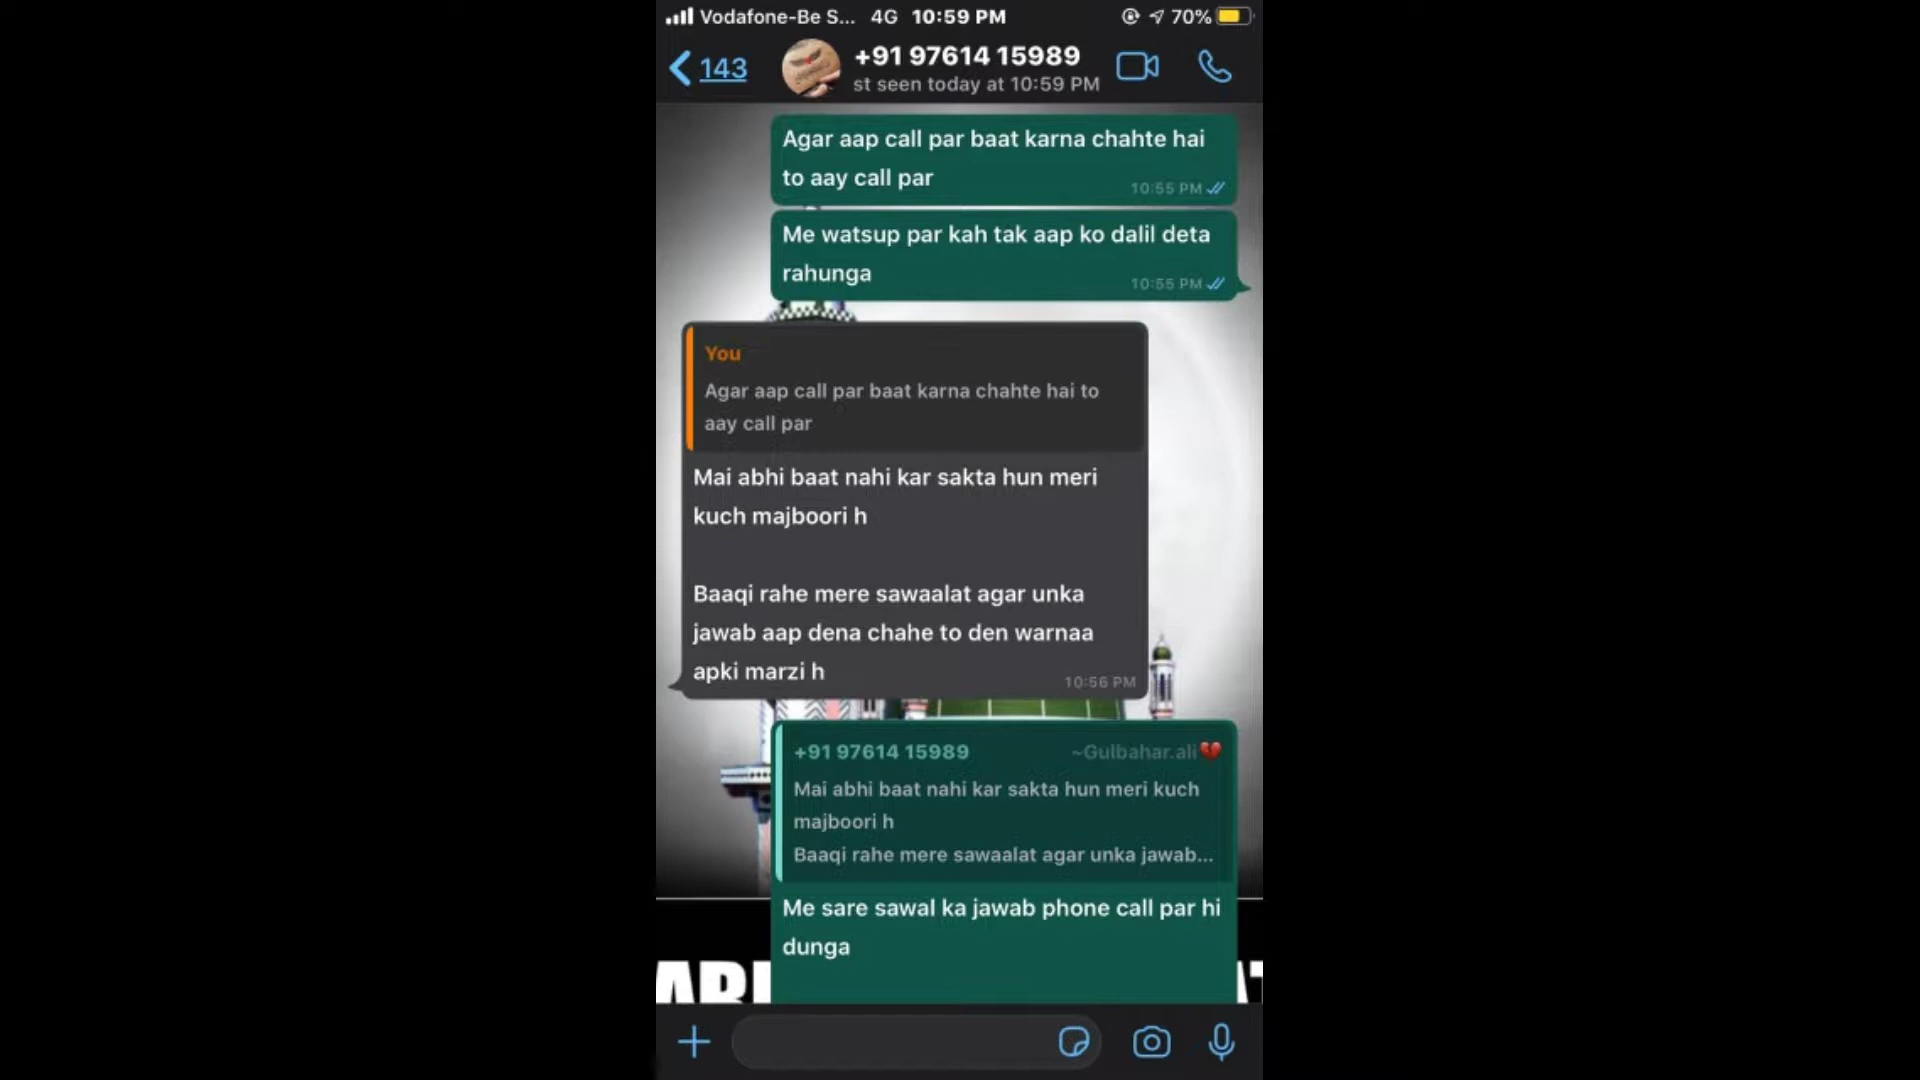 Vodafone-Be S... 4G 10:59 PM 70%
143
+91 97614 15989
st seen today at 10:59 PM
Agar aap call par baat karna chahte hai
to aay call par
10:55 PM
Me watsup par kah tak aap ko dalil deta
rahunga
10:55 PM
You
Agar aap call par baat karna chahte hai to
aay call par
Mai abhi baat nahi kar sakta hun meri
kuch majboori h
Baaqi rahe mere sawaalat agar unka
jawab aap dena chahe to den warnaa
apki marzi h
10:56 PM
+91 97614 15989 ~Gulbahar.ali💔
Mai abhi baat nahi kar sakta hun meri kuch
majboori h
Baaqi rahe mere sawaalat agar unka jawab...
Me sare sawal ka jawab phone call par hi
dunga